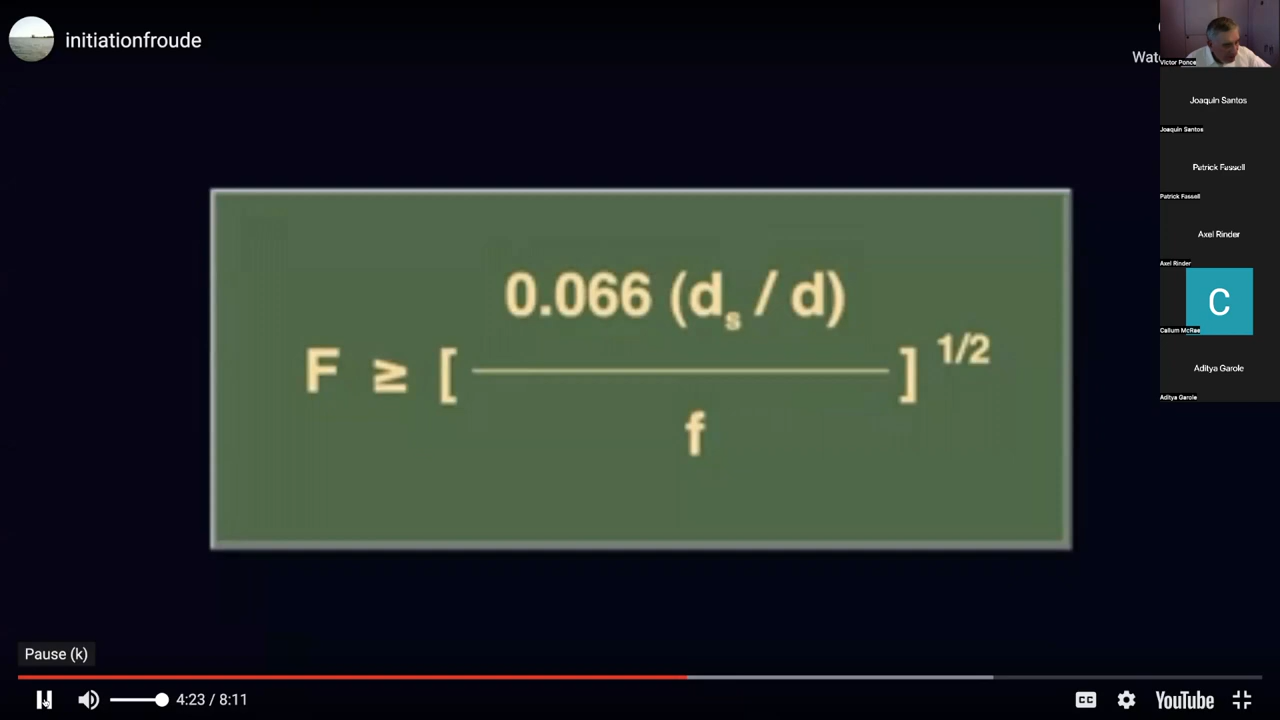 initiationfroude
Wat
Victor Ponce
Joaquin Santos
Joaquin Santos
Patrick Fassell
Patrick Fassell
Axel Rinder
Axel Rinder
C
Callum McRae
Aditya Garole
Aditya Garole
0.066 (dₛ / d)
F ≥ [ ——— ] 1/2
f
Pause (k)
4:23 / 8:11
CC
YouTube